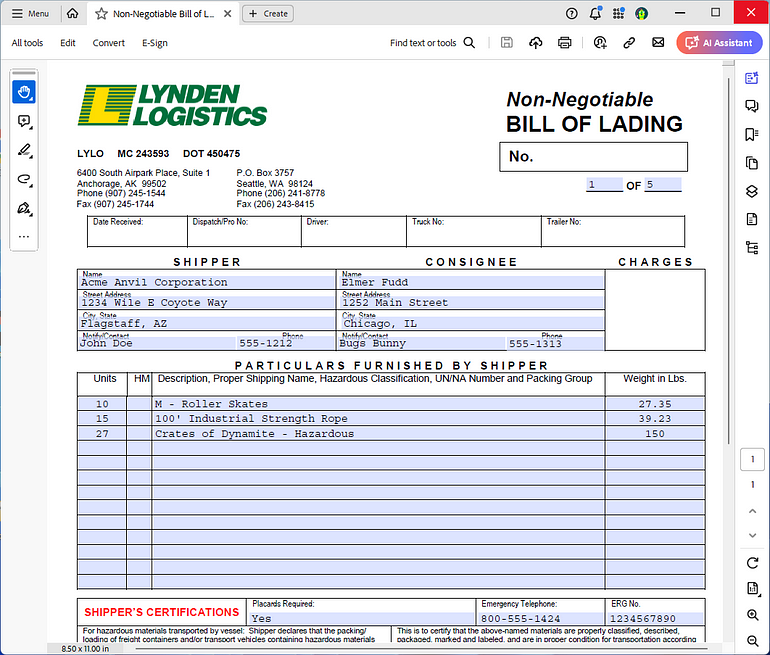 Menu
Non-Negotiable Bill of L...
Create
All tools
Edit
Convert
E-Sign
Find text or tools
AI Assistant
LYNDEN
LOGISTICS
Non-Negotiable
BILL OF LADING
LYLO MC 243593 DOT 450475
No.
6400 South Airpark Place, Suite 1
Anchorage, AK 99502
Phone (907) 245-1544
Fax (907) 245-1744
P.O. Box 3757
Seattle, WA 98124
Phone (206) 241-8778
Fax (206) 243-8415
1 OF 5
Date Received:
Dispatch/Pro No:
Driver:
Truck No:
Trailer No:
SHIPPER
CONSIGNEE
CHARGES
Name
Acme Anvil Corporation
Name
Elmer Fudd
Street Address
1234 Wile E Coyote Way
Street Address
1252 Main Street
City, State
Flagstaff, AZ
City, State
Chicago, IL
Notify/Contact
Phone
John Doe 555-1212
Notify/Contact
Phone
Bugs Bunny 555-1313
PARTICULARS FURNISHED BY SHIPPER
Units HM Description, Proper Shipping Name, Hazardous Classification, UN/NA Number and Packing Group Weight in Lbs.
10 M - Roller Skates 27.35
15 100' Industrial Strength Rope 39.23
27 Crates of Dynamite - Hazardous 150
SHIPPER'S CERTIFICATIONS
Placards Required:
Yes
Emergency Telephone:
800-555-1424
ERG No.
1234567890
For hazardous materials transported by vessel: Shipper declares that the packing/
loading of freight containers and/or transport vehicles containing hazardous materials
This is to certify that the above-named materials are properly classified, described,
packaged, marked and labeled, and are in proper condition for transportation according
8.50 x 11.00 in
1
1